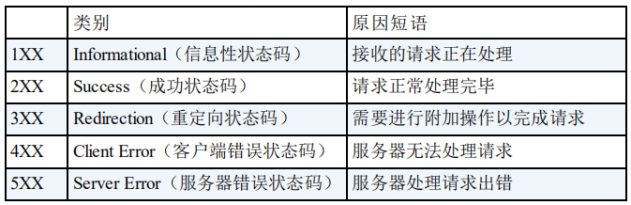 类别 原因短语
1XX Informational（信息性状态码） 接收的请求正在处理
2XX Success（成功状态码） 请求正常处理完毕
3XX Redirection（重定向状态码） 需要进行附加操作以完成请求
4XX Client Error（客户端错误状态码） 服务器无法处理请求
5XX Server Error（服务器错误状态码） 服务器处理请求出错